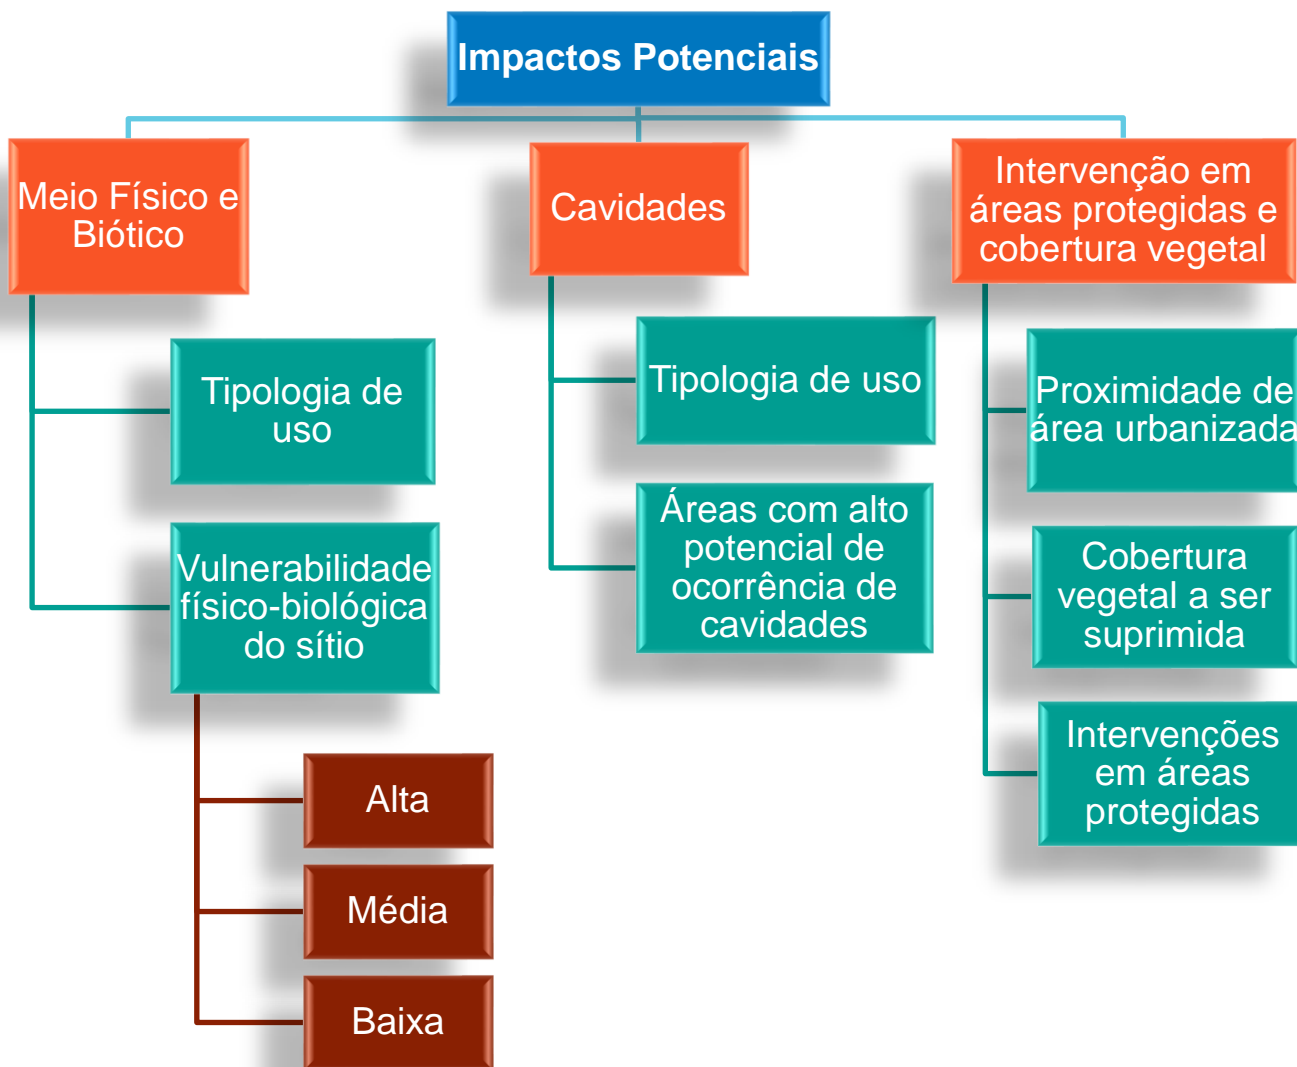 Impactos Potenciais
Meio Físico e
Biótico
Tipologia de
uso
Vulnerabilidade
físico-biológica
do sítio
Alta
Média
Baixa
Cavidades
Tipologia de uso
Áreas com alto
potencial de
ocorrência de
cavidades
Intervenção em
áreas protegidas e
cobertura vegetal
Proximidade de
área urbanizada
Cobertura
vegetal a ser
suprimida
Intervenções
em áreas
protegidas